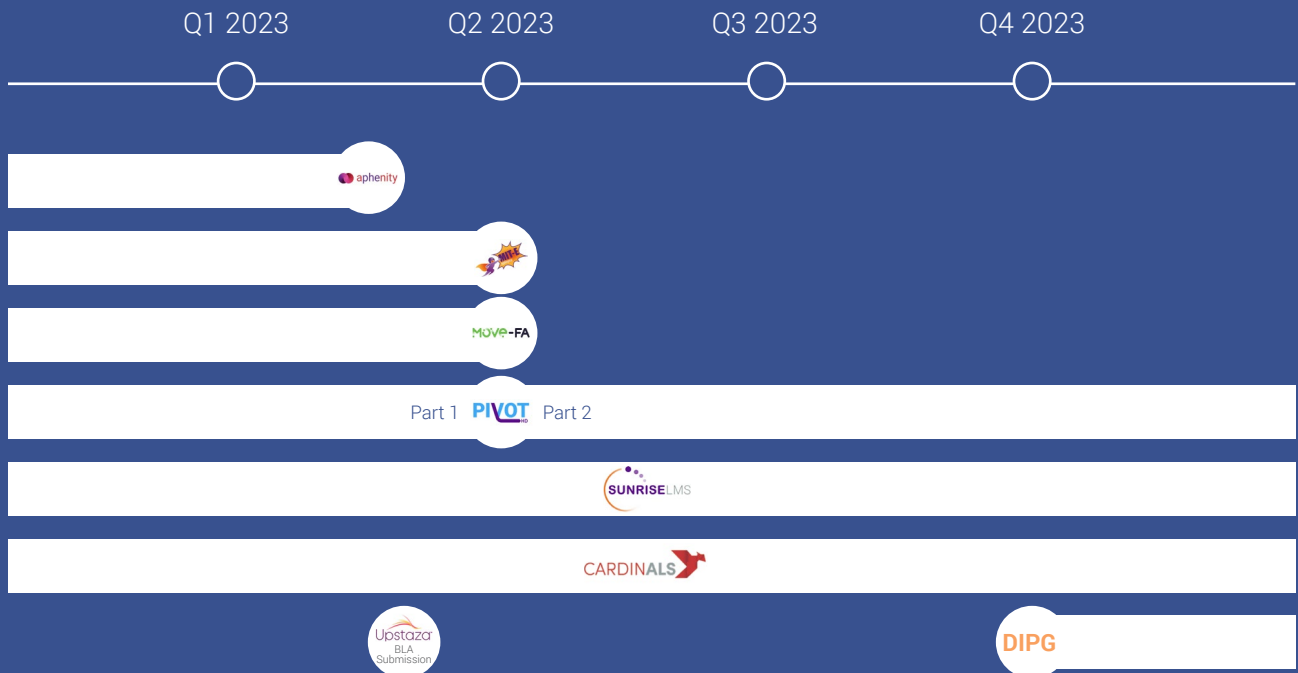 Q1 2023 Q2 2023 Q3 2023 Q4 2023
aphenity
MIT-E
MOVE-FA
Part 1 PIVOT HD Part 2
SUNRISELMS
CARDINALS
Upstaza
BLA
Submission
DIPG